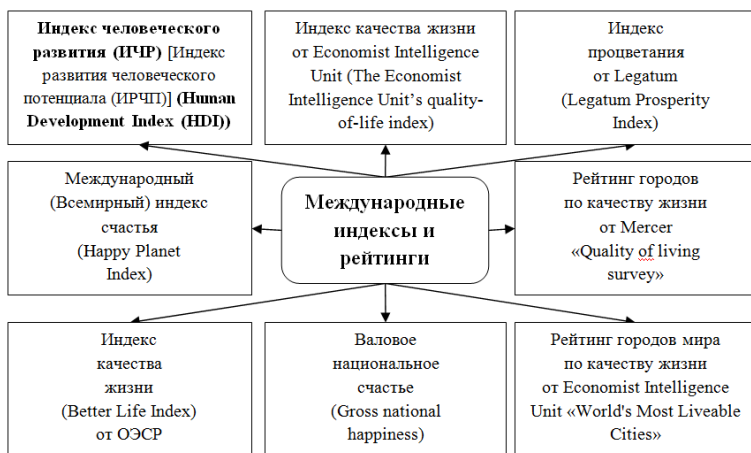 Индекс человеческого
развития (ИЧР) [Индекс
развития человеческого
потенциала (ИРЧП)] (Human
Development Index (HDI))
Индекс качества жизни
от Economist Intelligence
Unit (The Economist
Intelligence Unit’s quality-
of-life index)
Индекс
процветания
от Legatum
(Legatum Prosperity
Index)
Международный
(Всемирный) индекс
счастья
(Happy Planet
Index)
Международные
индексы и
рейтинги
Рейтинг городов
по качеству жизни
от Mercer
«Quality of living
survey»
Индекс
качества
жизни
(Better Life Index)
от ОЭСР
Валовое
национальное
счастье
(Gross national
happiness)
Рейтинг городов мира
по качеству жизни
от Economist Intelligence
Unit «World's Most Liveable
Cities»